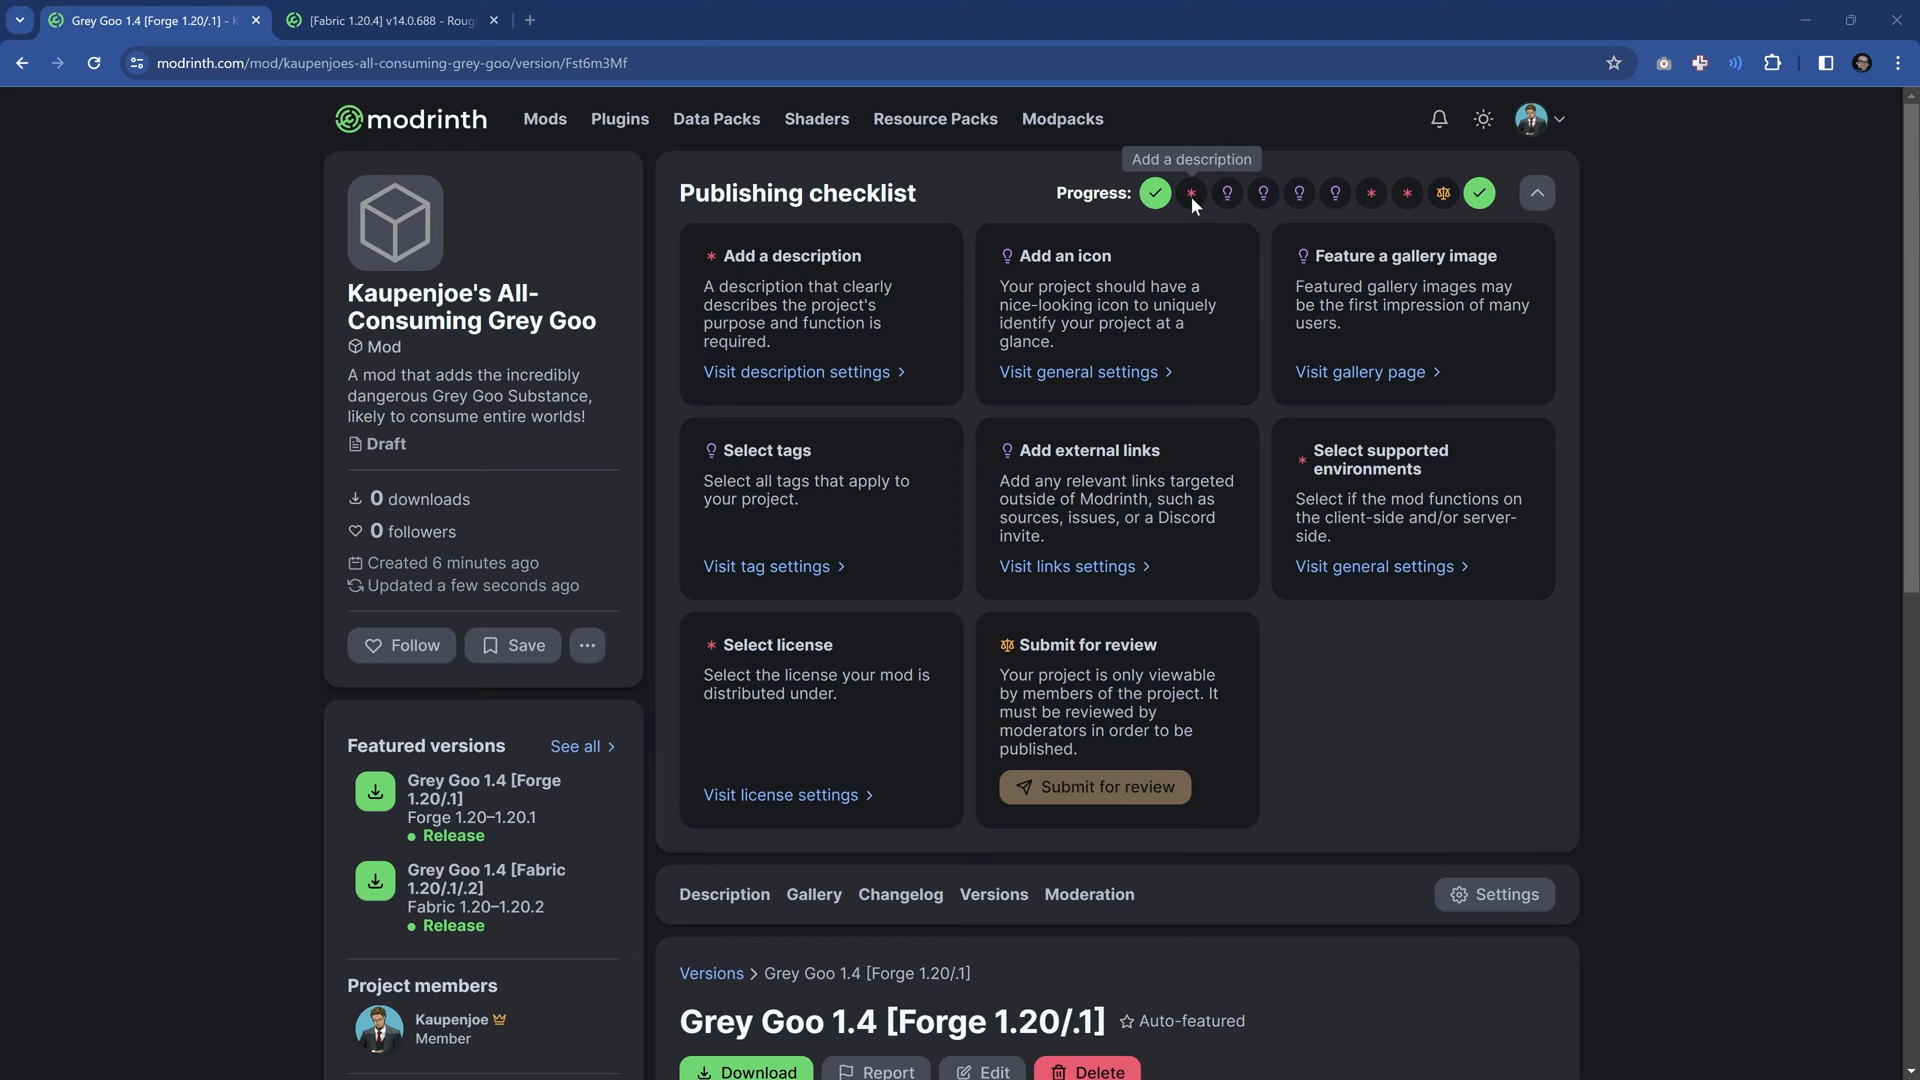 Grey Goo 1.4 [Forge 1.20/.1] - K
[Fabric 1.20.4] v14.0.688 - Roug
modrinth.com/mod/kaupenjoes-all-consuming-grey-goo/version/Fst6m3Mf
modrinth
Mods
Plugins
Data Packs
Shaders
Resource Packs
Modpacks
Kaupenjoe's All-
Consuming Grey Goo
Mod
A mod that adds the incredibly
dangerous Grey Goo Substance,
likely to consume entire worlds!
Draft
0 downloads
0 followers
Created 6 minutes ago
Updated a few seconds ago
Follow
Save
Featured versions
See all
Grey Goo 1.4 [Forge
1.20/.1]
Forge 1.20–1.20.1
Release
Grey Goo 1.4 [Fabric
1.20/.1/.2]
Fabric 1.20–1.20.2
Release
Project members
Kaupenjoe
Member
Add a description
Publishing checklist
Progress:
* Add a description
A description that clearly
describes the project's
purpose and function is
required.
Visit description settings
Add an icon
Your project should have a
nice-looking icon to uniquely
identify your project at a
glance.
Visit general settings
Feature a gallery image
Featured gallery images may
be the first impression of many
users.
Visit gallery page
Select tags
Select all tags that apply to
your project.
Visit tag settings
Add external links
Add any relevant links targeted
outside of Modrinth, such as
sources, issues, or a Discord
invite.
Visit links settings
* Select supported
environments
Select if the mod functions on
the client-side and/or server-
side.
Visit general settings
* Select license
Select the license your mod is
distributed under.
Visit license settings
Submit for review
Your project is only viewable
by members of the project. It
must be reviewed by
moderators in order to be
published.
Submit for review
Description
Gallery
Changelog
Versions
Moderation
Settings
Versions > Grey Goo 1.4 [Forge 1.20/.1]
Grey Goo 1.4 [Forge 1.20/.1]
Auto-featured
Download
Report
Edit
Delete